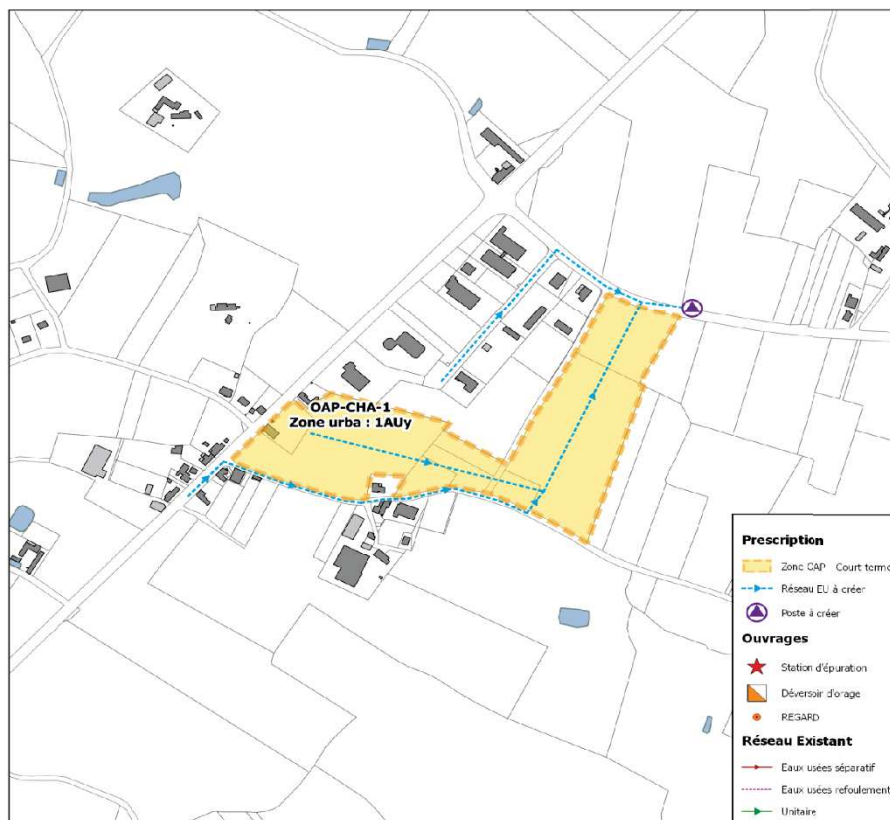 OAP-CHA-1
Zone urba : 1AUy
Prescription
Zone CAP Court terme
Réseau EU à créer
Poste à créer
Ouvrages
Station d'épuration
Déversoir d'orage
REGARD
Réseau Existant
Eaux usées séparatif
Eaux usées refoulement
Unitaire